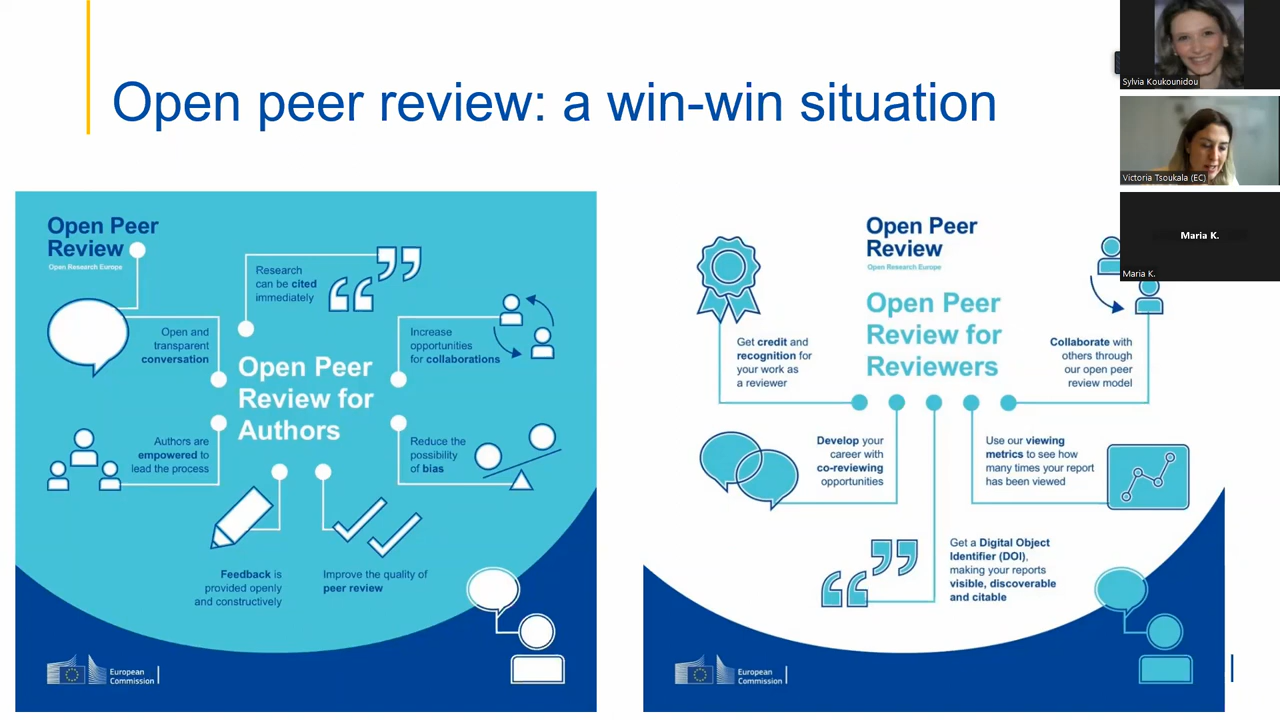 Open peer review: a win-win situation
Open Peer
Review
Open Research Europe
Research
can be cited
immediately
Open and
transparent
conversation
Increase
opportunities
for collaborations
Open Peer
Review for
Authors
Authors are
empowered to
lead the process
Reduce the
possibility
of bias
Feedback is
provided openly
and constructively
Improve the quality of
peer review
European
Commission
Open Peer
Review
Open Research Europe
Open Peer
Review for
Reviewers
Get credit and
recognition for
your work as
a reviewer
Collaborate with
others through
our open peer
review model
Develop your
career with
co-reviewing
opportunities
Use our viewing
metrics to see how
many times your report
has been viewed
Get a Digital Object
Identifier (DOI),
making your reports
visible, discoverable
and citable
European
Commission
Sylvia Koukounidou
Victoria Tsoukala (EC)
Maria K.
Maria K.